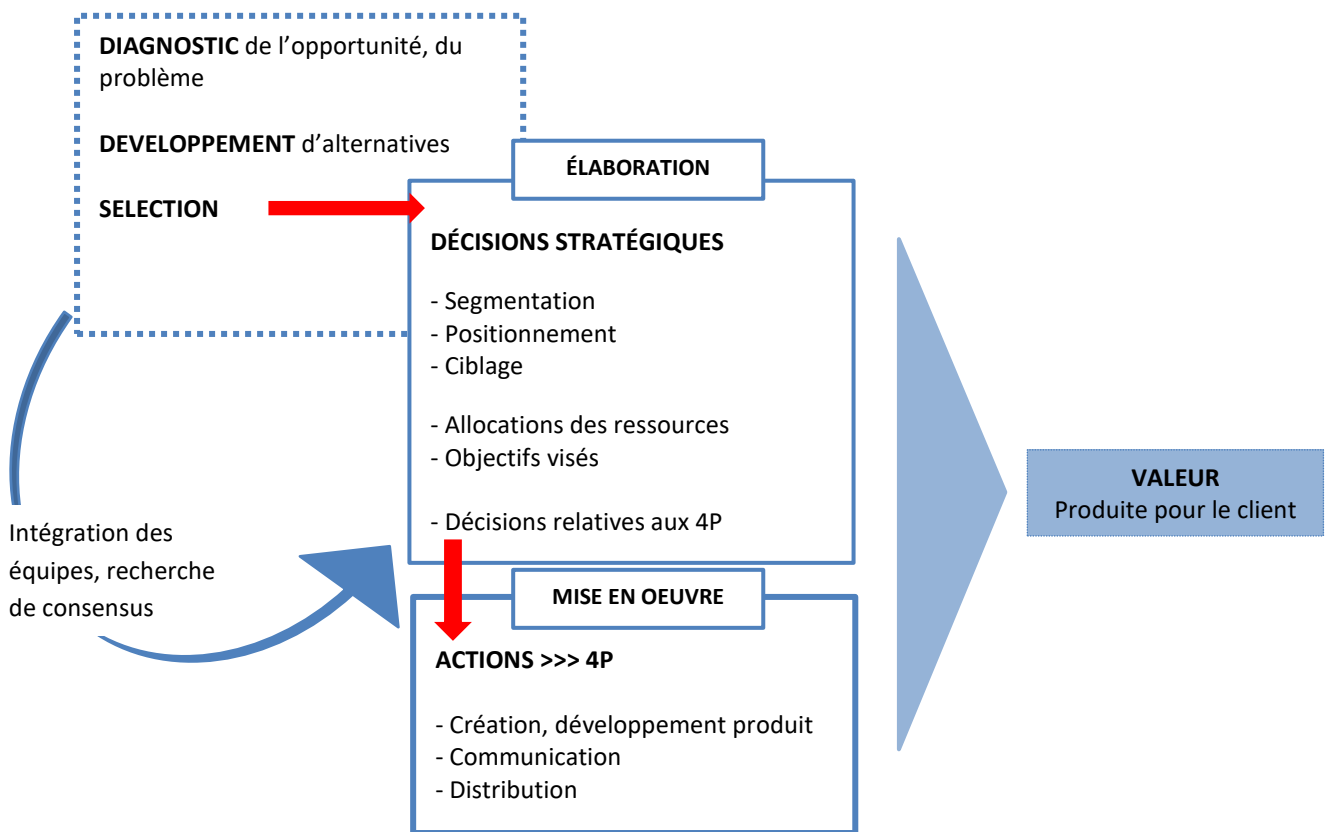 DIAGNOSTIC de l’opportunité, du
problème
DEVELOPPEMENT d’alternatives
SELECTION
ÉLABORATION
DÉCISIONS STRATÉGIQUES
- Segmentation
- Positionnement
- Ciblage
- Allocations des ressources
- Objectifs visés
- Décisions relatives aux 4P
Intégration des
équipes, recherche
de consensus
MISE EN OEUVRE
ACTIONS >>> 4P
- Création, développement produit
- Communication
- Distribution
VALEUR
Produite pour le client